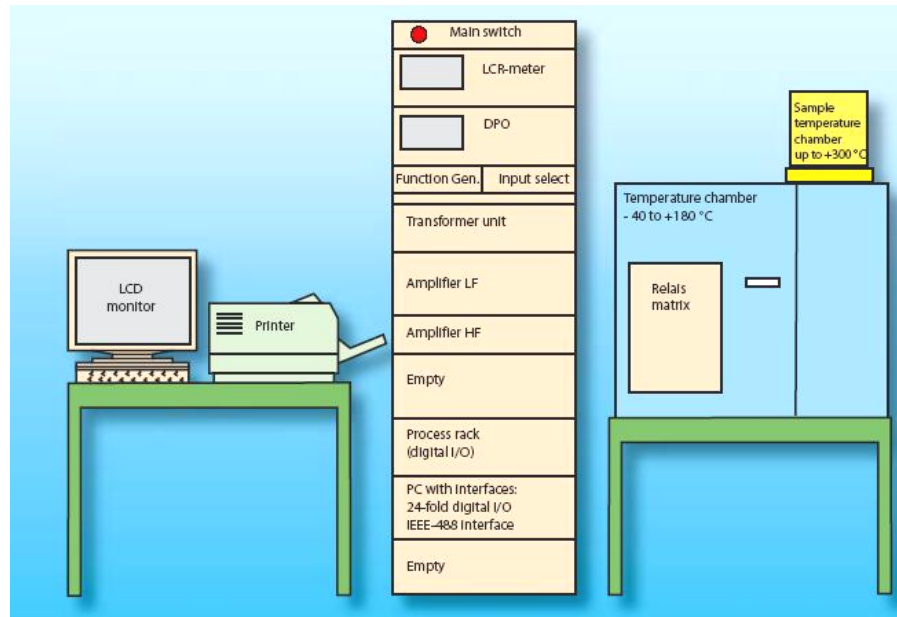 Main switch
LCR-meter
DPO
Function Gen.
Input select
Transformer unit
Amplifier LF
Amplifier HF
Empty
Process rack
(digital I/O)
PC with Interfaces:
24-fold digital I/O
IEEE-488 Interface
Empty
LCD
monitor
Printer
Sample
temperature
chamber
up to +300°C
Temperature chamber
- 40 to +180 °C
Relais
matrix